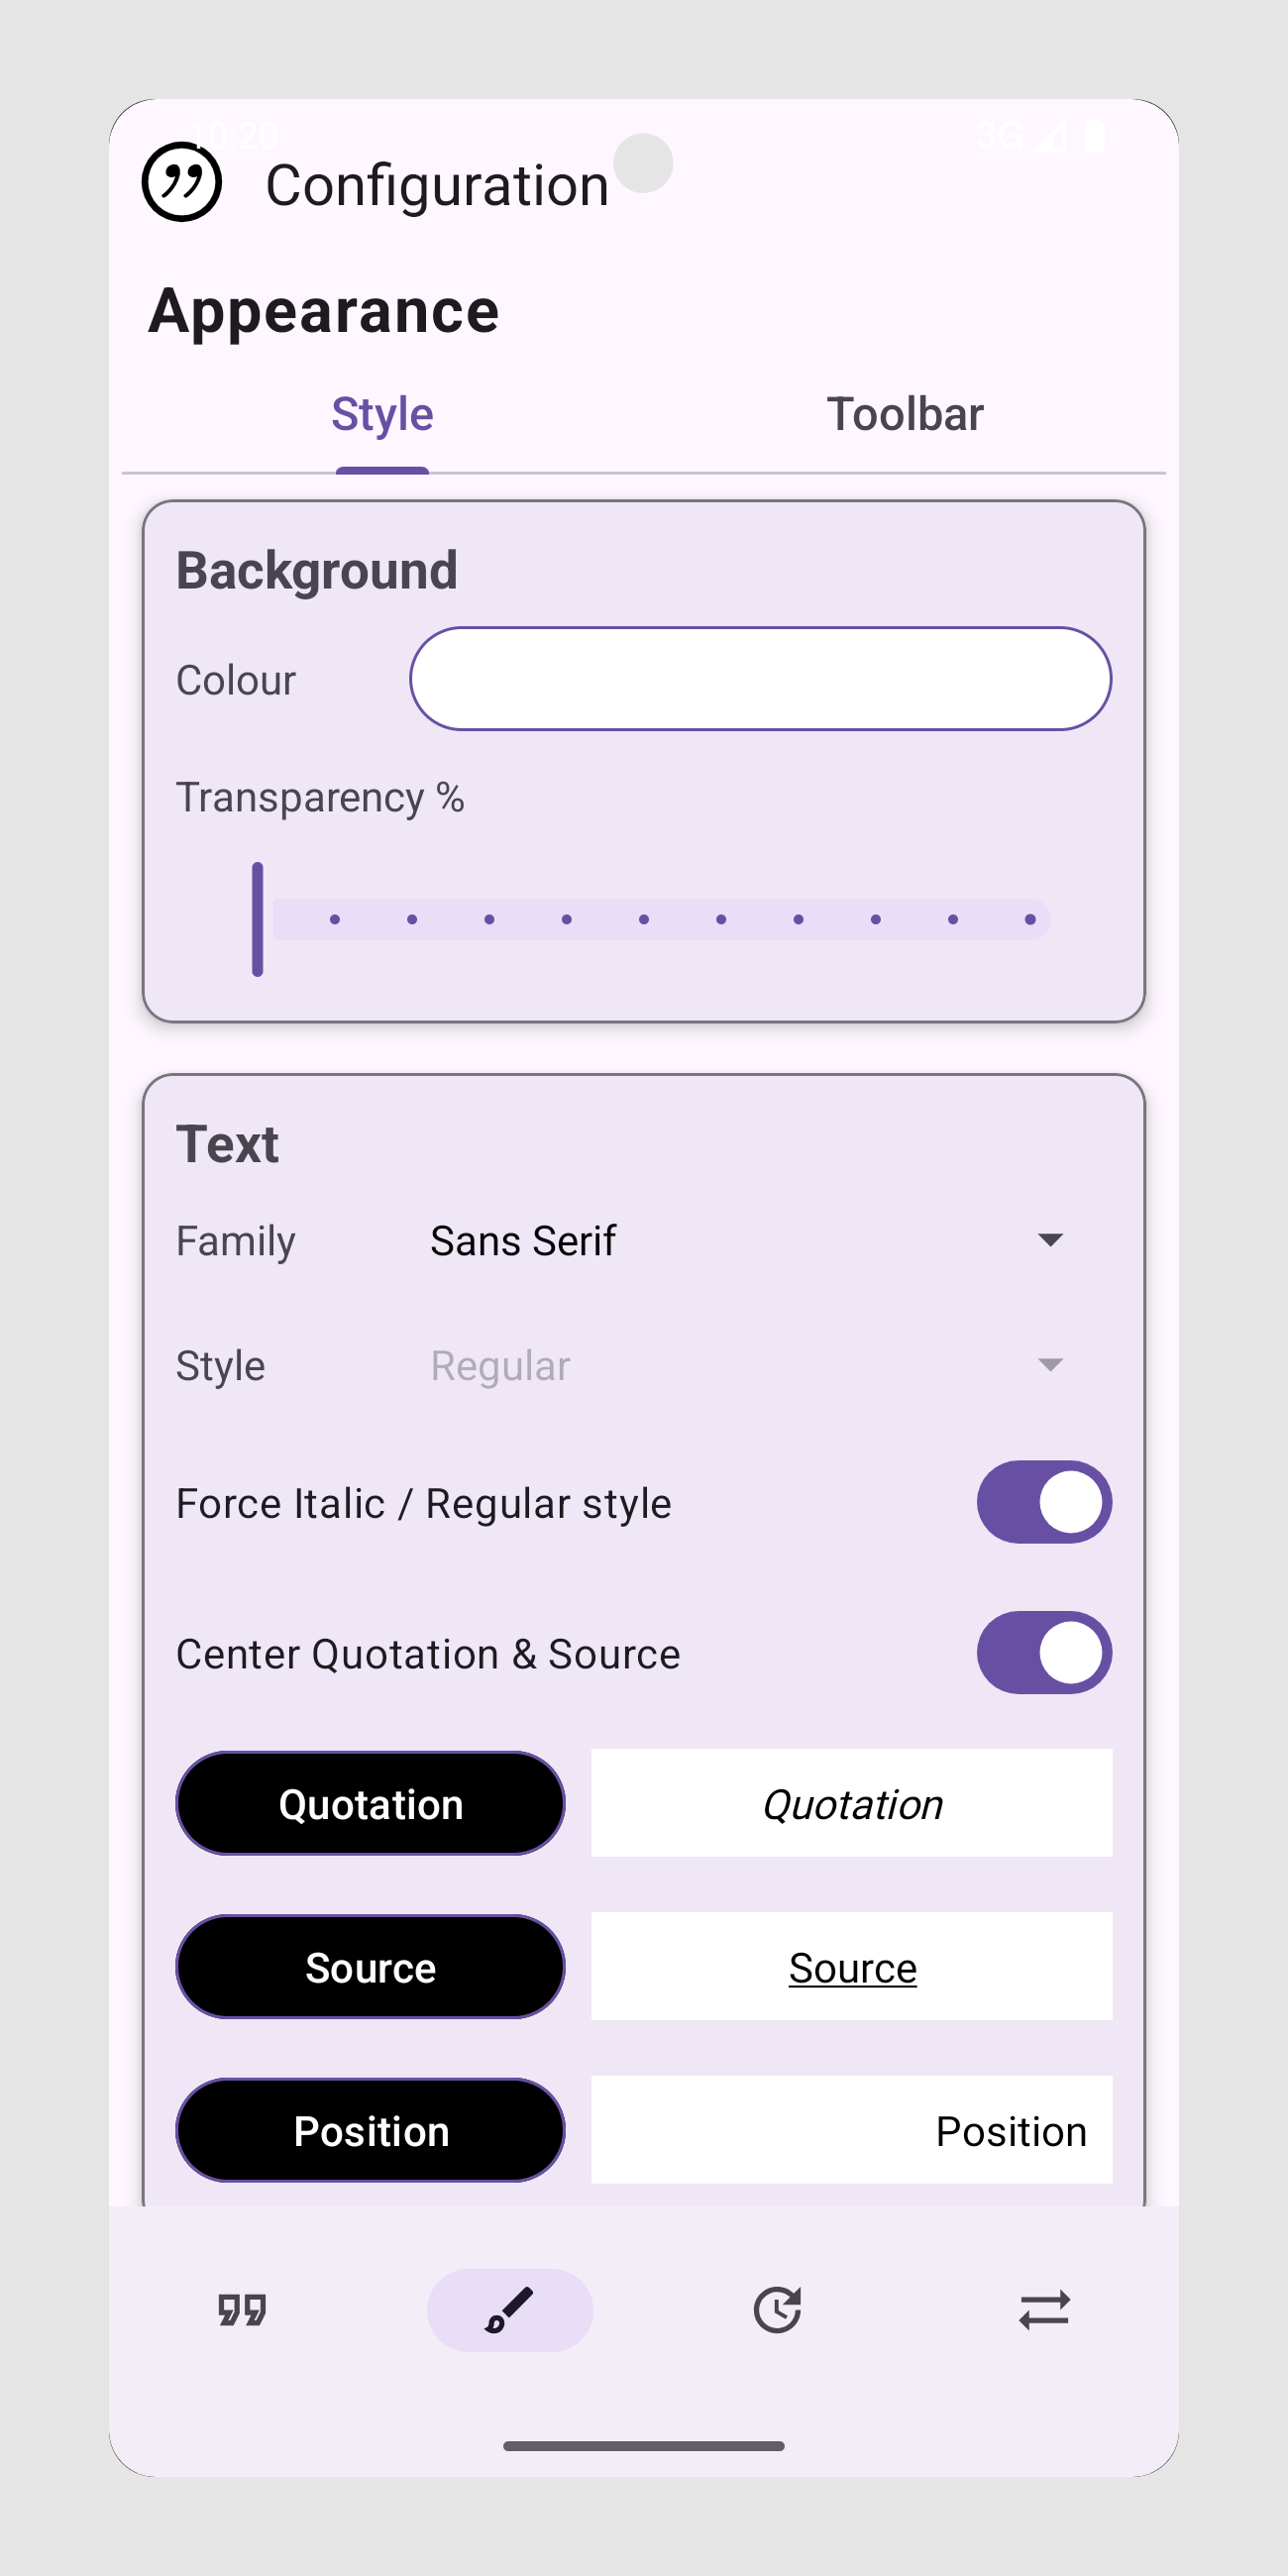 10:20
3G
Configuration
Appearance
Style
Toolbar
Background
Colour
Transparency %
Text
Family
Sans Serif
Style
Regular
Force Italic / Regular style
Center Quotation & Source
Quotation
Quotation
Source
Source
Position
Position